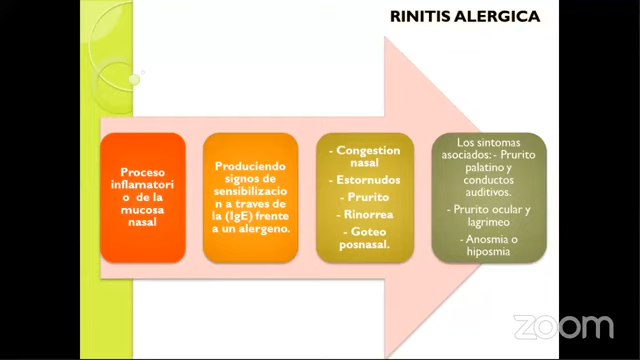 RINITIS ALERGICA
Proceso
inflamatori
o de la
mucosa
nasal
Produciendo
signos de
sensibilizacio
n a traves de
la (IgE) frente
a un alergeno.
- Congestion
nasal
- Estornudos
- Prurito
- Rinorrea
- Goteo
posnasal.
Los sintomas
asociados: - Prurito
palatino y
conductos
auditivos.
- Prurito ocular y
lagrimeo
- Anosmia o
hiposmia
zoom